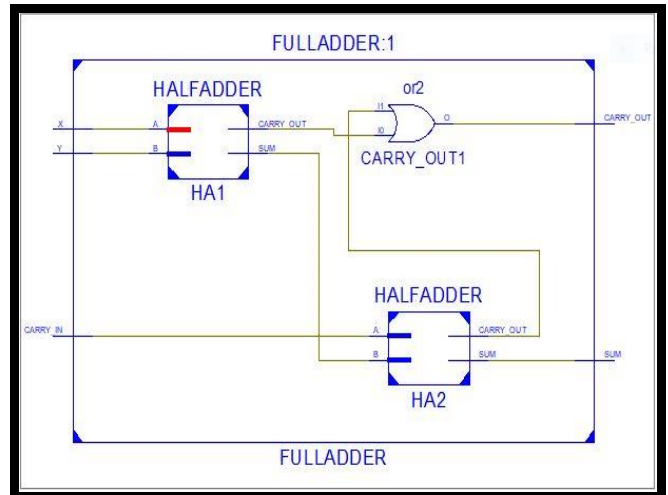 FULLADDER:1
HALFADDER
or2
X
A
CARRY_OUT
I1
I0
O
CARRY_OUT
Y
B
SUM
CARRY_OUT1
HA1
HALFADDER
CARRY_IN
A
CARRY_OUT
B
SUM
SUM
HA2
FULLADDER